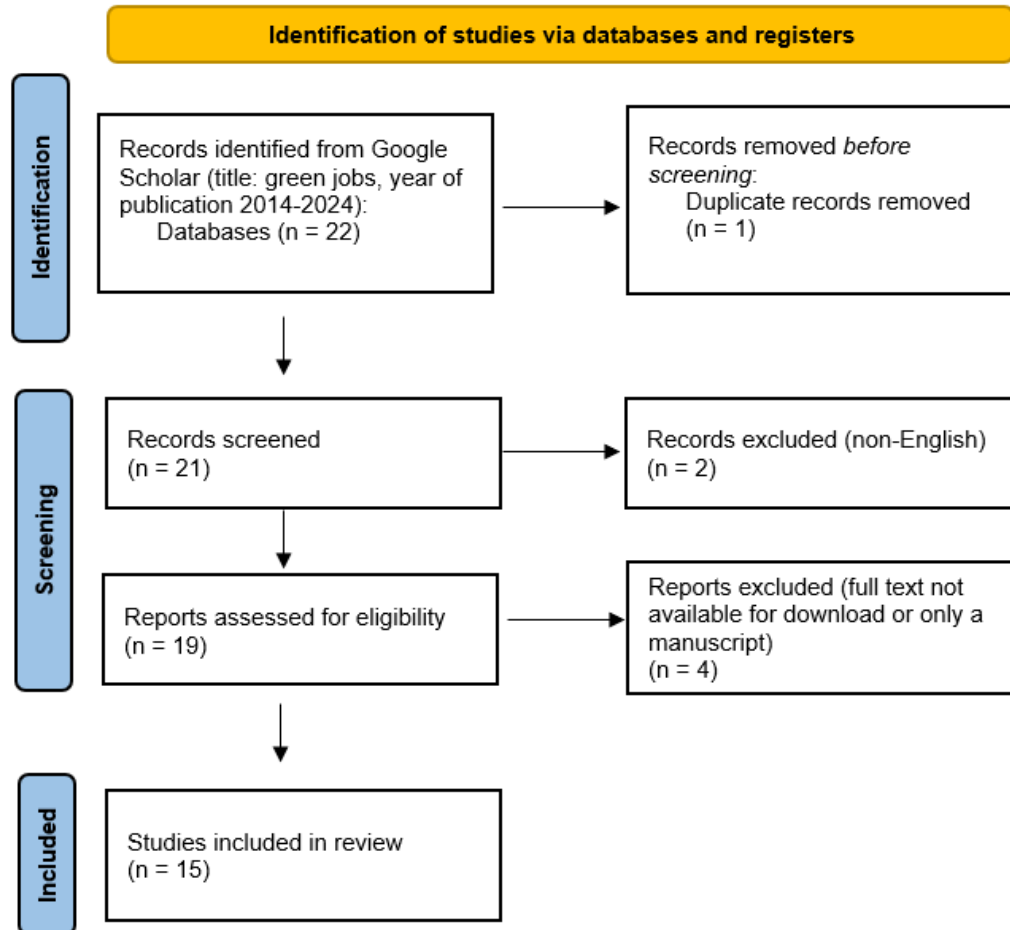 Identification of studies via databases and registers
Identification
Records identified from Google
Scholar (title: green jobs, year of
publication 2014-2024):
Databases (n = 22)
Records removed before
screening:
Duplicate records removed
(n = 1)
Screening
Records screened
(n = 21)
Records excluded (non-English)
(n = 2)
Reports assessed for eligibility
(n = 19)
Reports excluded (full text not
available for download or only a
manuscript)
(n = 4)
Included
Studies included in review
(n = 15)